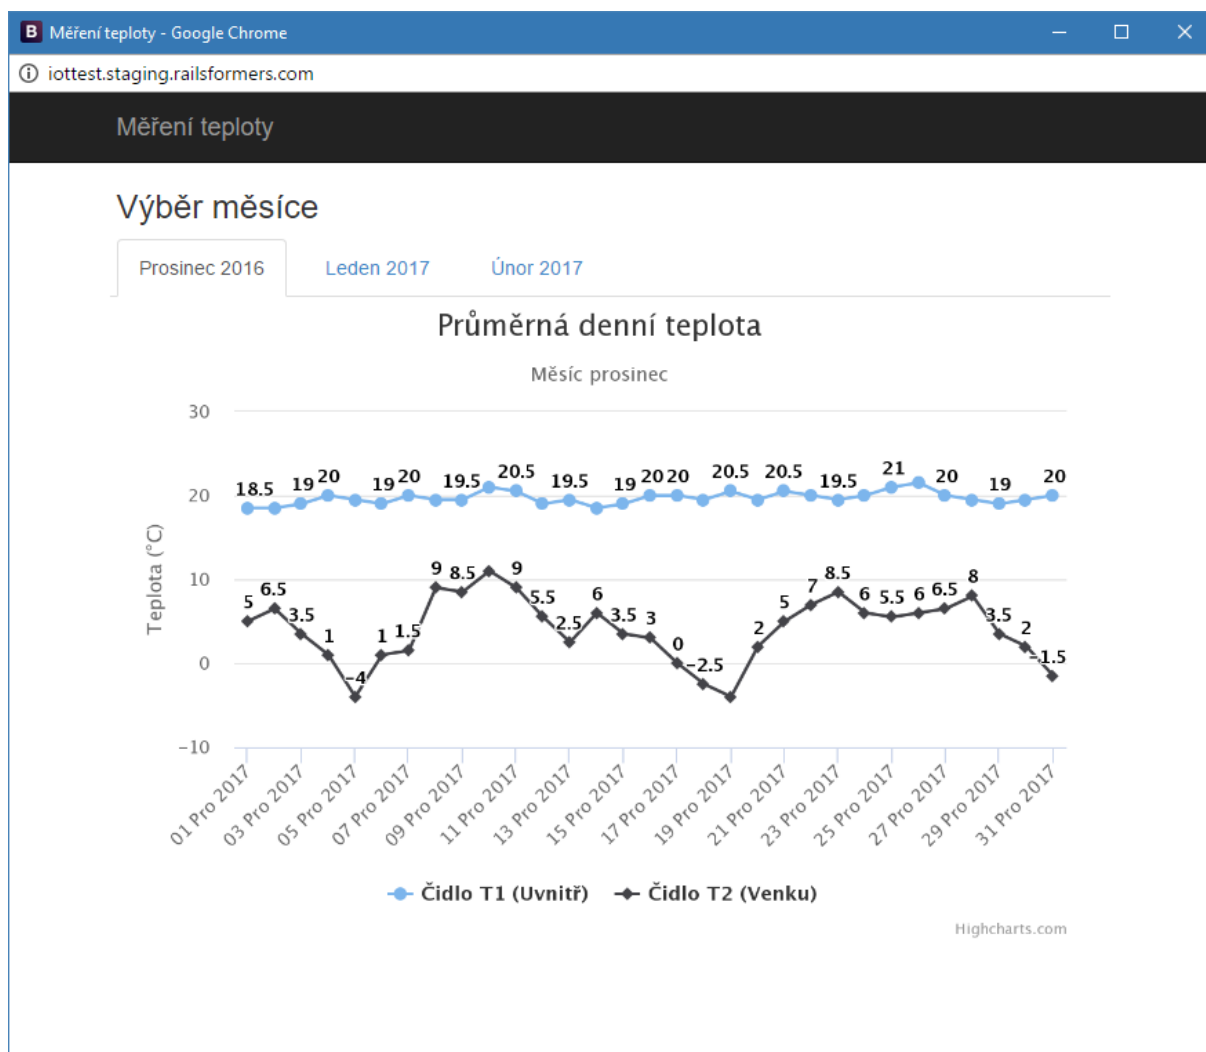 B Měření teploty - Google Chrome
iottest.staging.railsformers.com
Měření teploty
Výběr měsíce
Prosinec 2016 Leden 2017 Únor 2017
Průměrná denní teplota
Měsíc prosinec
Teplota (°C)
30
20
10
0
−10
18.5 19 20 19 20 19.5 20.5 19.5 19 20 20 20.5 20.5 19.5 21 20 19 20
5 6.5 3.5 1 −4 1 1.5 9 8.5 9 5.5 2.5 6 3.5 3 0 −2.5 2 5 7 8.5 6 5.5 6 6.5 8 3.5 2 −1.5
01 Pro 2017
03 Pro 2017
05 Pro 2017
07 Pro 2017
09 Pro 2017
11 Pro 2017
13 Pro 2017
15 Pro 2017
17 Pro 2017
19 Pro 2017
21 Pro 2017
23 Pro 2017
25 Pro 2017
27 Pro 2017
29 Pro 2017
31 Pro 2017
Čidlo T1 (Uvnitř) Čidlo T2 (Venku)
Highcharts.com